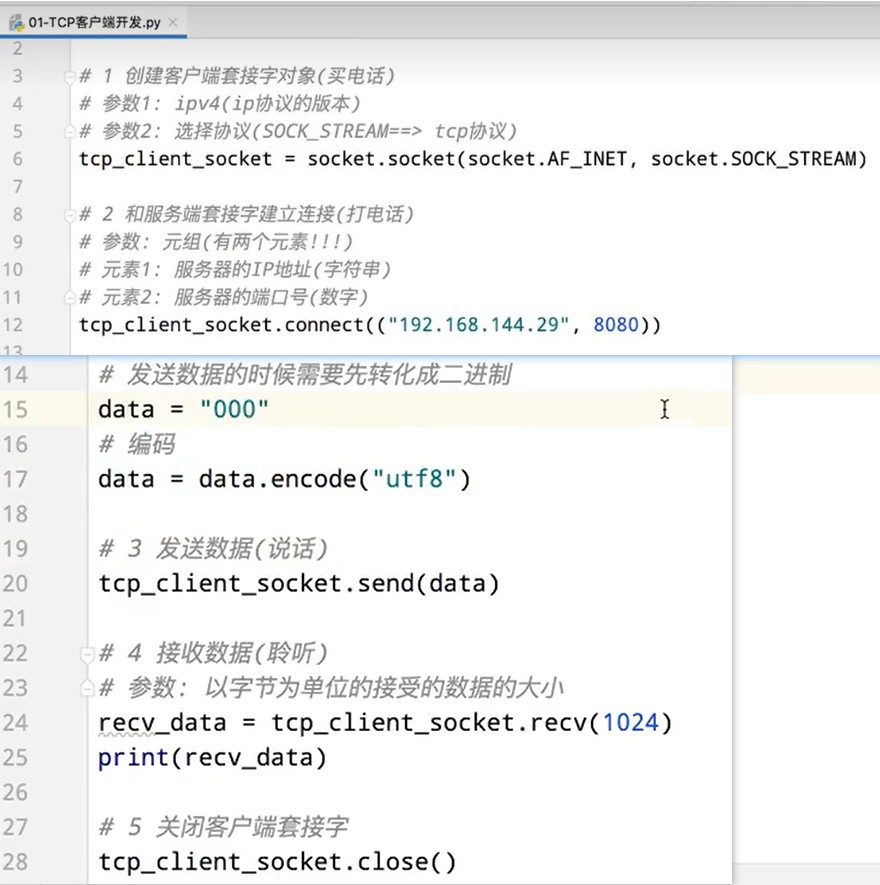 01-TCP客户端开发.py
2
3 # 1 创建客户端套接字对象(买电话)
4 # 参数1: ipv4(ip协议的版本)
5 # 参数2: 选择协议(SOCK_STREAM==> tcp协议)
6 tcp_client_socket = socket.socket(socket.AF_INET, socket.SOCK_STREAM)
7
8 # 2 和服务端套接字建立连接(打电话)
9 # 参数: 元组(有两个元素!!!)
10 # 元素1: 服务器的IP地址(字符串)
11 # 元素2: 服务器的端口号(数字)
12 tcp_client_socket.connect(("192.168.144.29", 8080))
13
14 # 发送数据的时候需要先转化成二进制
15 data = "000"
16 # 编码
17 data = data.encode("utf8")
18
19 # 3 发送数据(说话)
20 tcp_client_socket.send(data)
21
22 # 4 接收数据(聆听)
23 # 参数: 以字节为单位的接受的数据的大小
24 recv_data = tcp_client_socket.recv(1024)
25 print(recv_data)
26
27 # 5 关闭客户端套接字
28 tcp_client_socket.close()